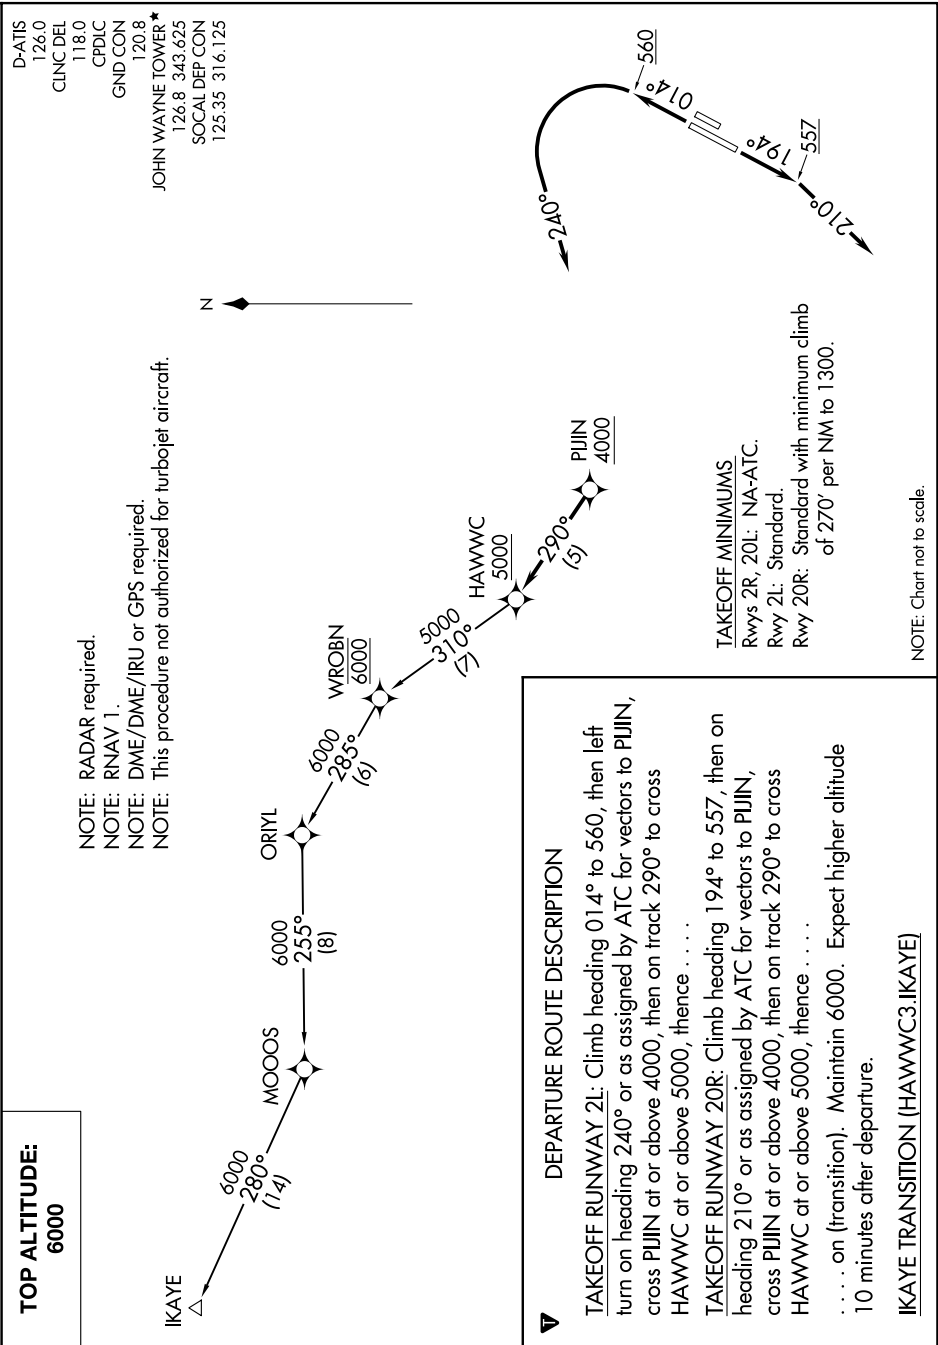 TOP ALTITUDE:
6000
D-ATIS
126.0
CLNC DEL
118.0
CPDLC
GND CON
120.8
JOHN WAYNE TOWER★
126.8 343.625
SOCAL DEP CON
125.35 316.125
NOTE: RADAR required.
NOTE: RNAV 1.
NOTE: DME/DME/IRU or GPS required.
NOTE: This procedure not authorized for turbojet aircraft.
N
IKAYE
6000
280°
(14)
MOOOS
6000
255°
(8)
ORIYL
6000
285°
(6)
WROBN
6000
5000
310°
(7)
HAWWC
5000
290°
(5)
PIJIN
4000
240°
560
014°
194°
557
210°
TAKEOFF MINIMUMS
Rwys 2R, 20L: NA-ATC.
Rwy 2L: Standard.
Rwy 20R: Standard with minimum climb
of 270' per NM to 1300.
NOTE: Chart not to scale.
T
DEPARTURE ROUTE DESCRIPTION
TAKEOFF RUNWAY 2L: Climb heading 014° to 560, then left
turn on heading 240° or as assigned by ATC for vectors to PIJIN,
cross PIJIN at or above 4000, then on track 290° to cross
HAWWC at or above 5000, thence . . . .
TAKEOFF RUNWAY 20R: Climb heading 194° to 557, then on
heading 210° or as assigned by ATC for vectors to PIJIN,
cross PIJIN at or above 4000, then on track 290° to cross
HAWWC at or above 5000, thence . . . .
. . . . on (transition). Maintain 6000. Expect higher altitude
10 minutes after departure.
IKAYE TRANSITION (HAWWC3.IKAYE)